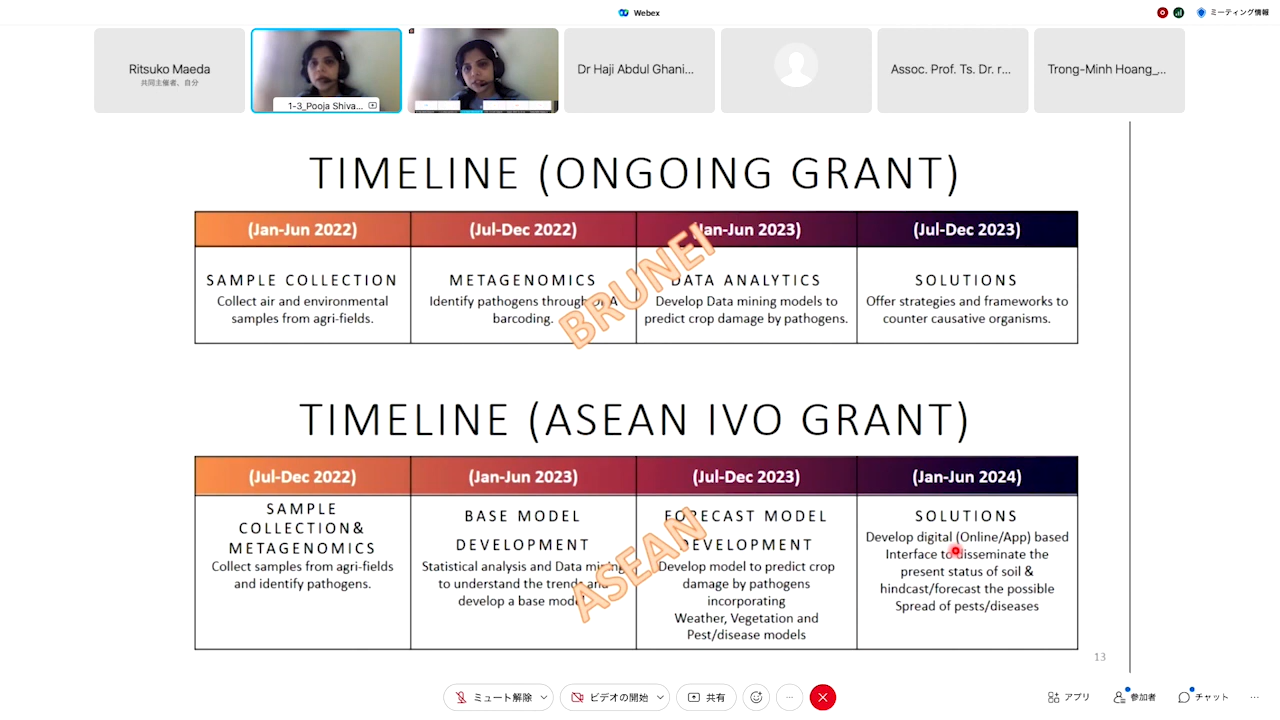 Webex
ミーティング情報
Ritsuko Maeda
共同主催者、自分
1-3_Pooja Shiva...
Dr Haji Abdul Ghani...
Assoc. Prof. Ts. Dr. r...
Trong-Minh Hoang_...
TIMELINE (ONGOING GRANT)
(Jan-Jun 2022)
(Jul-Dec 2022)
(Jan-Jun 2023)
(Jul-Dec 2023)
SAMPLE COLLECTION
Collect air and environmental
samples from agri-fields.
METAGENOMICS
Identify pathogens through DNA
barcoding.
DATA ANALYTICS
Develop Data mining models to
predict crop damage by pathogens.
SOLUTIONS
Offer strategies and frameworks to
counter causative organisms.
BRUNEI
TIMELINE (ASEAN IVO GRANT)
(Jul-Dec 2022)
(Jan-Jun 2023)
(Jul-Dec 2023)
(Jan-Jun 2024)
SAMPLE
COLLECTION&
METAGENOMICS
Collect samples from agri-fields
and identify pathogens.
BASE MODEL
DEVELOPMENT
Statistical analysis and Data mining
to understand the trends and
develop a base model
FORECAST MODEL
DEVELOPMENT
Develop model to predict crop
damage by pathogens
incorporating
Weather, Vegetation and
Pest/disease models
SOLUTIONS
Develop digital (Online/App) based
Interface to disseminate the
present status of soil &
hindcast/forecast the possible
Spread of pests/diseases
ASEAN
13
ミュート解除
ビデオの開始
共有
アプリ
参加者
チャット